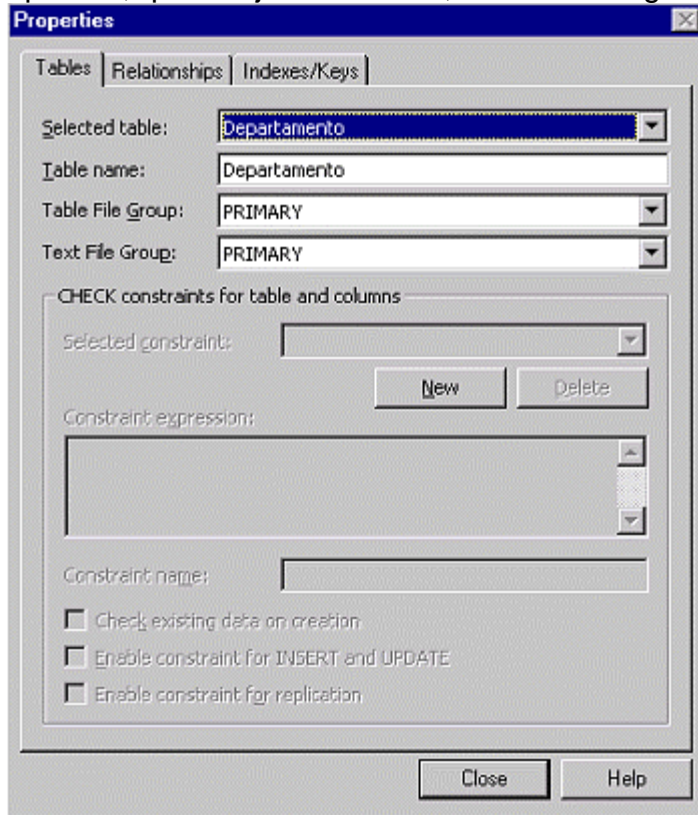 Properties
Tables Relationships Indexes/Keys
Selected table: Departamento
Table name: Departamento
Table File Group: PRIMARY
Text File Group: PRIMARY
CHECK constraints for table and columns
Selected constraint:
New Delete
Constraint expression:
Constraint name:
Check existing data on creation
Enable constraint for INSERT and UPDATE
Enable constraint for replication
Close Help